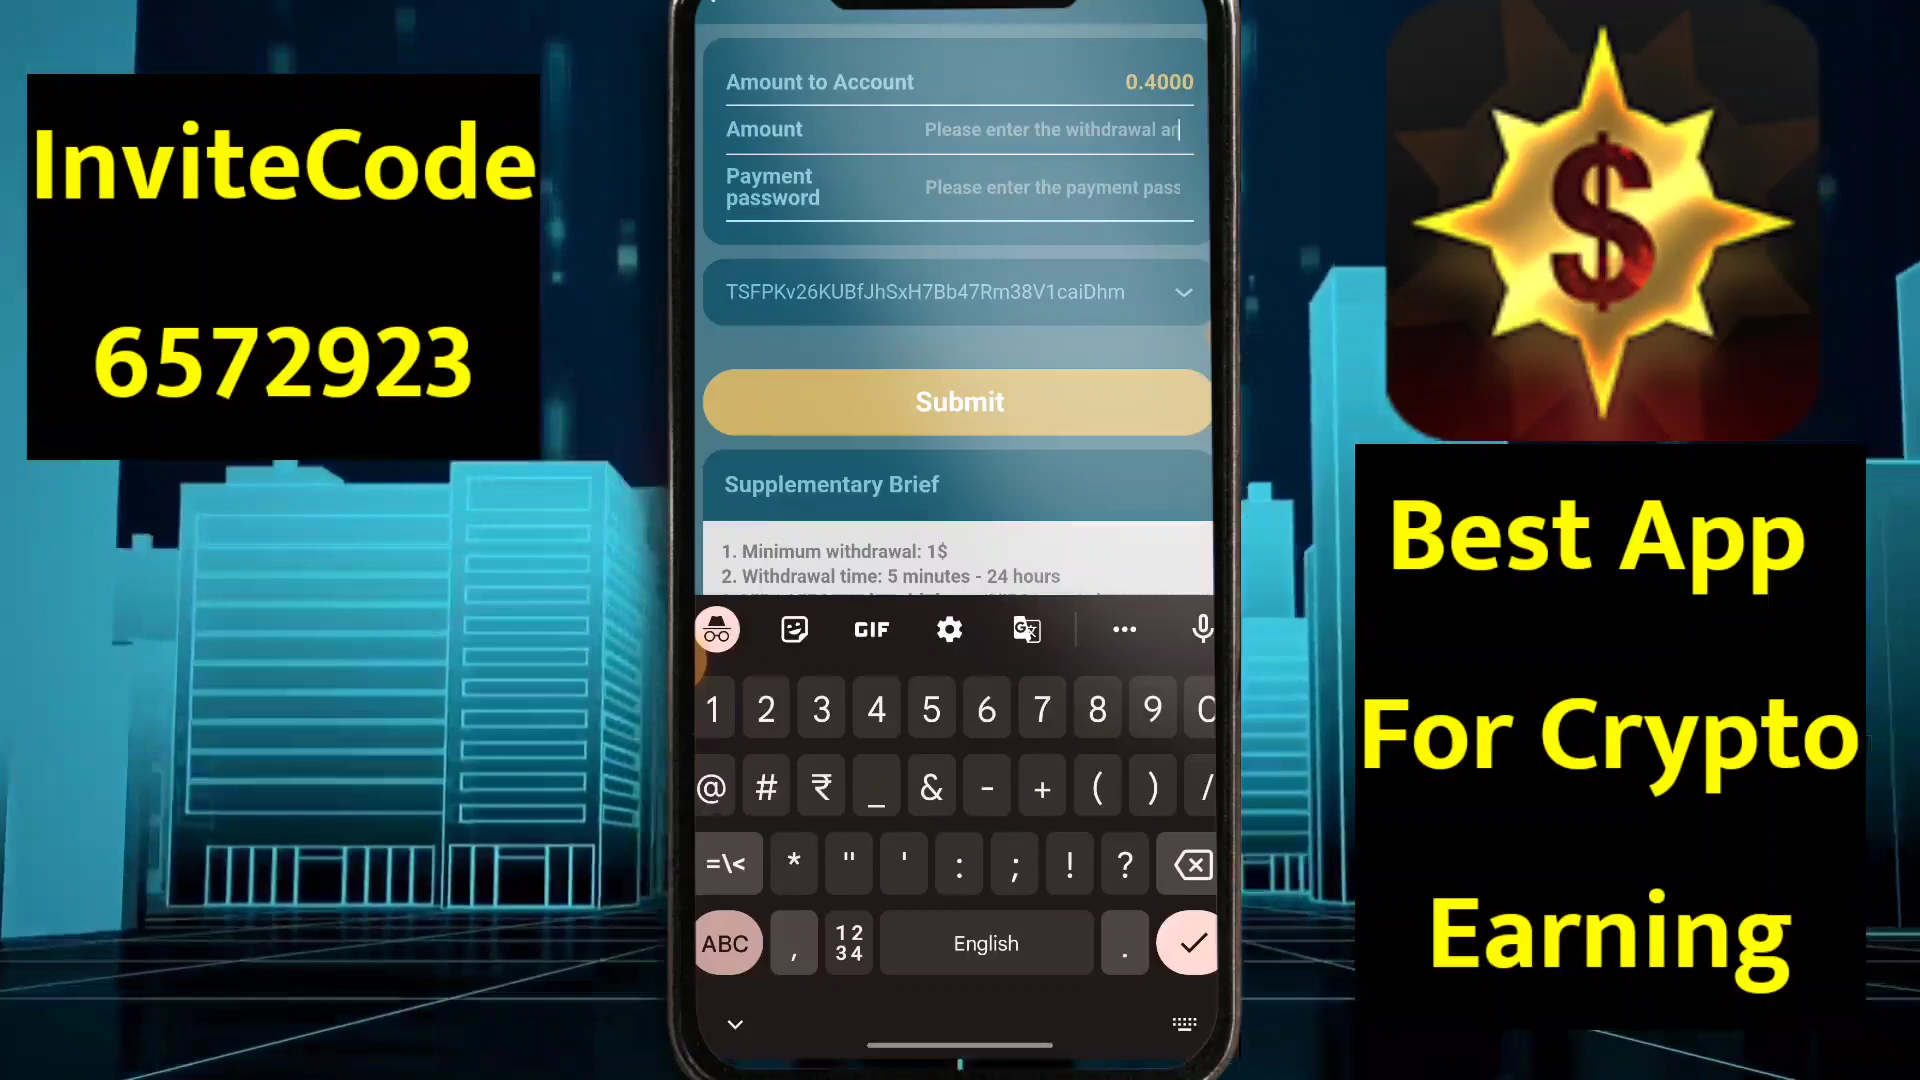 InviteCode
6572923
Amount to Account 0.4000
Amount Please enter the withdrawal ar
Payment
password Please enter the payment pass
TSFPKv26KUBfJhSxH7Bb47Rm38V1caiDhm
Submit
Supplementary Brief
1. Minimum withdrawal: 1$
2. Withdrawal time: 5 minutes - 24 hours
GIF
1 2 3 4 5 6 7 8 9 0
@ # ₹ _ & - + ( ) /
=\< * " ' : ; ! ?
ABC , 12
34 English .
$
Best App
For Crypto
Earning